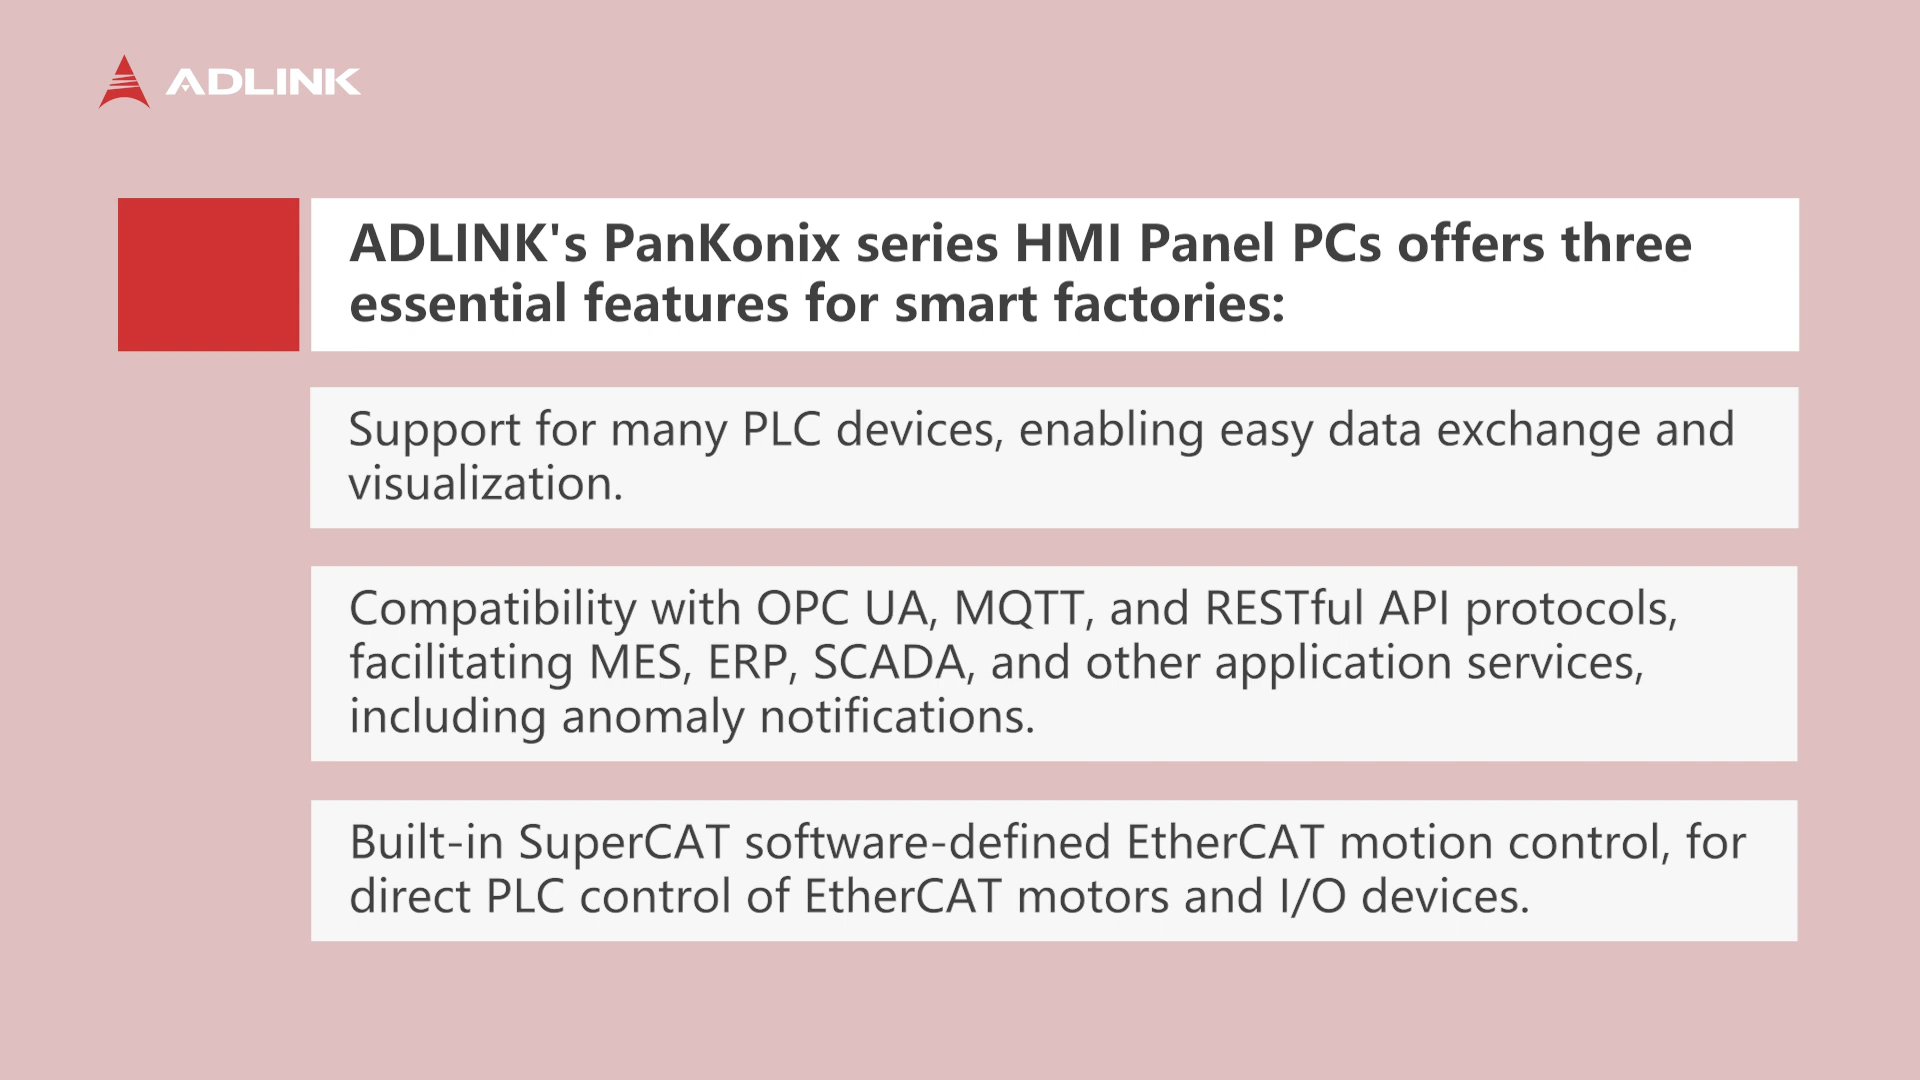 ADLINK
ADLINK's PanKonix series HMI Panel PCs offers three
essential features for smart factories:
Support for many PLC devices, enabling easy data exchange and
visualization.
Compatibility with OPC UA, MQTT, and RESTful API protocols,
facilitating MES, ERP, SCADA, and other application services,
including anomaly notifications.
Built-in SuperCAT software-defined EtherCAT motion control, for
direct PLC control of EtherCAT motors and I/O devices.